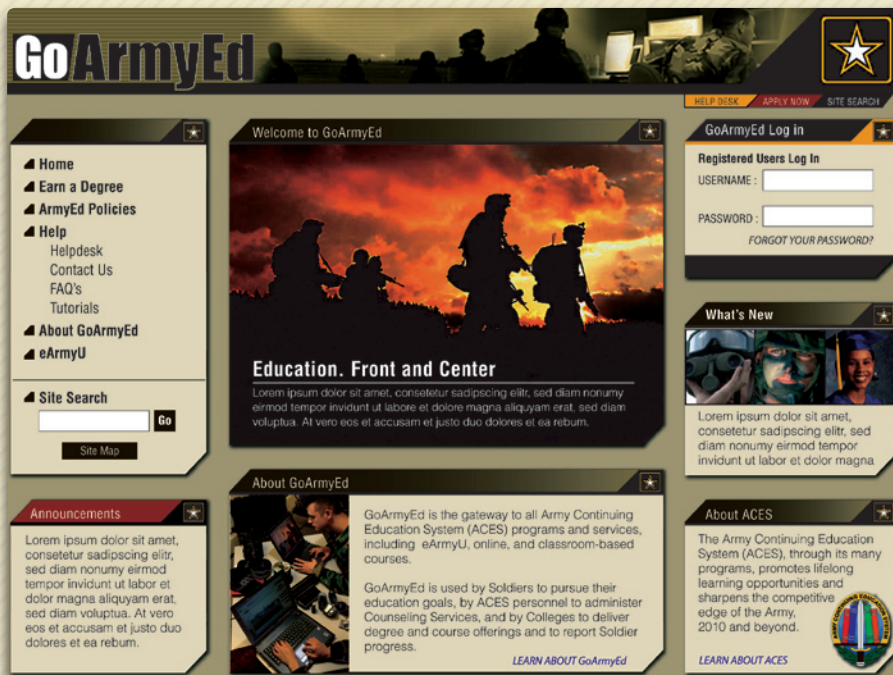 GoArmyEd
HELP DESK
APPLY NOW
SITE SEARCH
Home
Earn a Degree
ArmyEd Policies
Help
Helpdesk
Contact Us
FAQ's
Tutorials
About GoArmyEd
eArmyU
Site Search
Go
Site Map
Announcements
Lorem ipsum dolor sit amet,
consetetur sadipscing elitr,
sed diam nonumy eirmod
tempor invidunt ut labor et
dolor magna aliquyam erat,
sed diam voluptua. At vero
eos et accusam et justo duo
dolores et ea rebum.
Welcome to GoArmyEd
Education. Front and Center
Lorem ipsum dolor sit amet, consetetur sadipscing elitr, sed diam nonumy
eirmod tempor invidunt ut labore et dolore magna aliquyam erat, sed diam
voluptua. At vero eos et accusam et justo duo dolores et ea rebum.
About GoArmyEd
GoArmyEd is the gateway to all Army Continuing
Education System (ACES) programs and services,
including eArmyU, online, and classroom-based
courses.
GoArmyEd is used by Soldiers to pursue their
education goals, by ACES personnel to administer
Counseling Services, and by Colleges to deliver
degree and course offerings and to report Soldier
progress.
LEARN ABOUT GoArmyEd
GoArmyEd Log in
Registered Users Log In
USERNAME :
PASSWORD :
FORGOT YOUR PASSWORD?
What's New
Lorem ipsum dolor sit amet,
consetetur sadipscing elitr, sed
diam nonumy eirmod tempor
invidunt ut labor et dolor magna
About ACES
The Army Continuing Education
System (ACES), through its many
programs, promotes lifelong
learning opportunities and
sharpens the competitive
edge of the Army,
2010 and beyond.
LEARN ABOUT ACES
ARMY CONTINUING EDUCATION SYSTEM